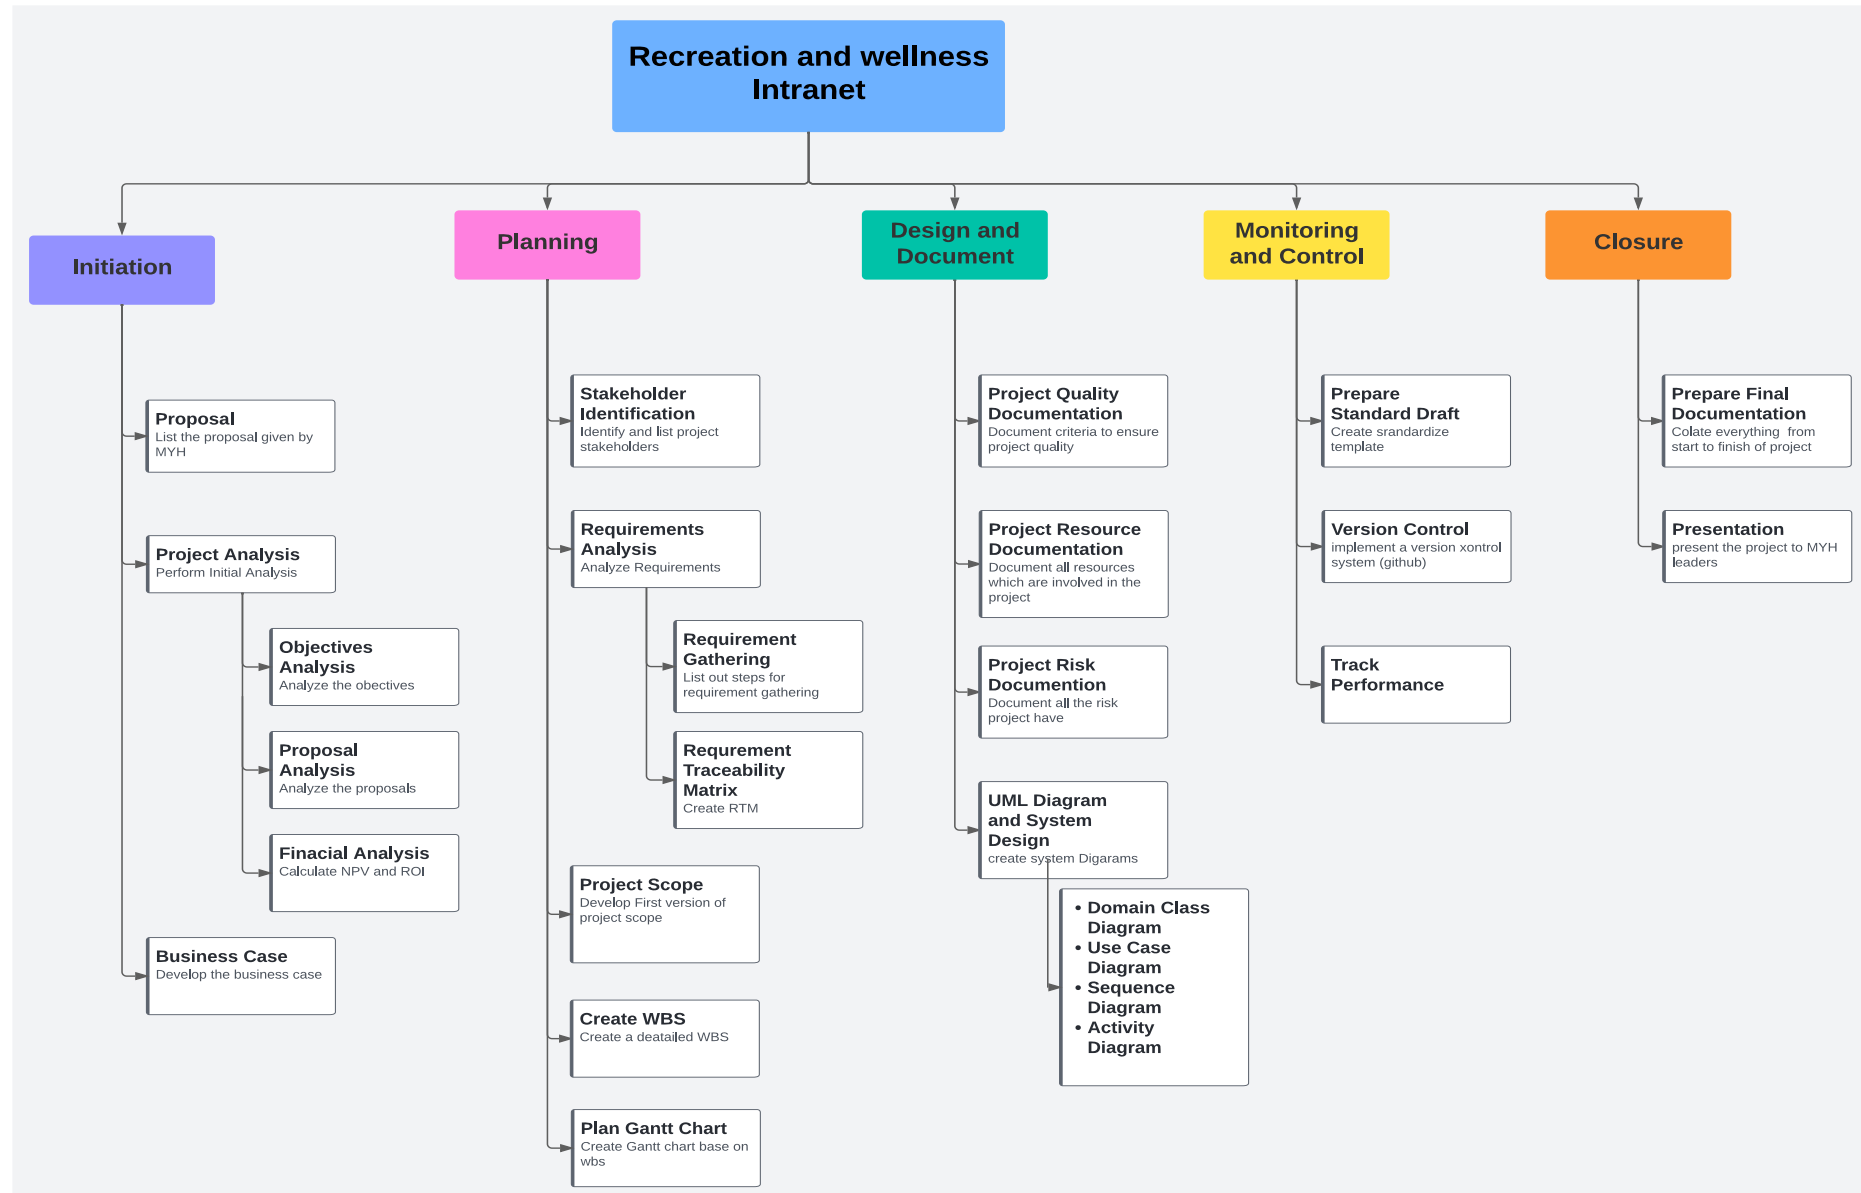 Recreation and wellness
Intranet
Initiation
Proposal
List the proposal given by
MYH
Project Analysis
Perform Initial Analysis
Objectives
Analysis
Analyze the obectives
Proposal
Analysis
Analyze the proposals
Finacial Analysis
Calculate NPV and ROI
Business Case
Develop the business case
Planning
Stakeholder
Identification
Identify and list project
stakeholders
Requirements
Analysis
Analyze Requirements
Requirement
Gathering
List out steps for
requirement gathering
Requrement
Traceability
Matrix
Create RTM
Project Scope
Develop First version of
project scope
Create WBS
Create a deatailed WBS
Plan Gantt Chart
Create Gantt chart base on
wbs
Design and
Document
Project Quality
Documentation
Document criteria to ensure
project quality
Project Resource
Documentation
Document all resources
which are involved in the
project
Project Risk
Documention
Document all the risk
project have
UML Diagram
and System
Design
create system Digarams
• Domain Class
Diagram
• Use Case
Diagram
• Sequence
Diagram
• Activity
Diagram
Monitoring
and Control
Prepare
Standard Draft
Create srandardize
template
Version Control
implement a version xontrol
system (github)
Track
Performance
Closure
Prepare Final
Documentation
Colate everything  from
start to finish of project
Presentation
present the project to MYH
leaders